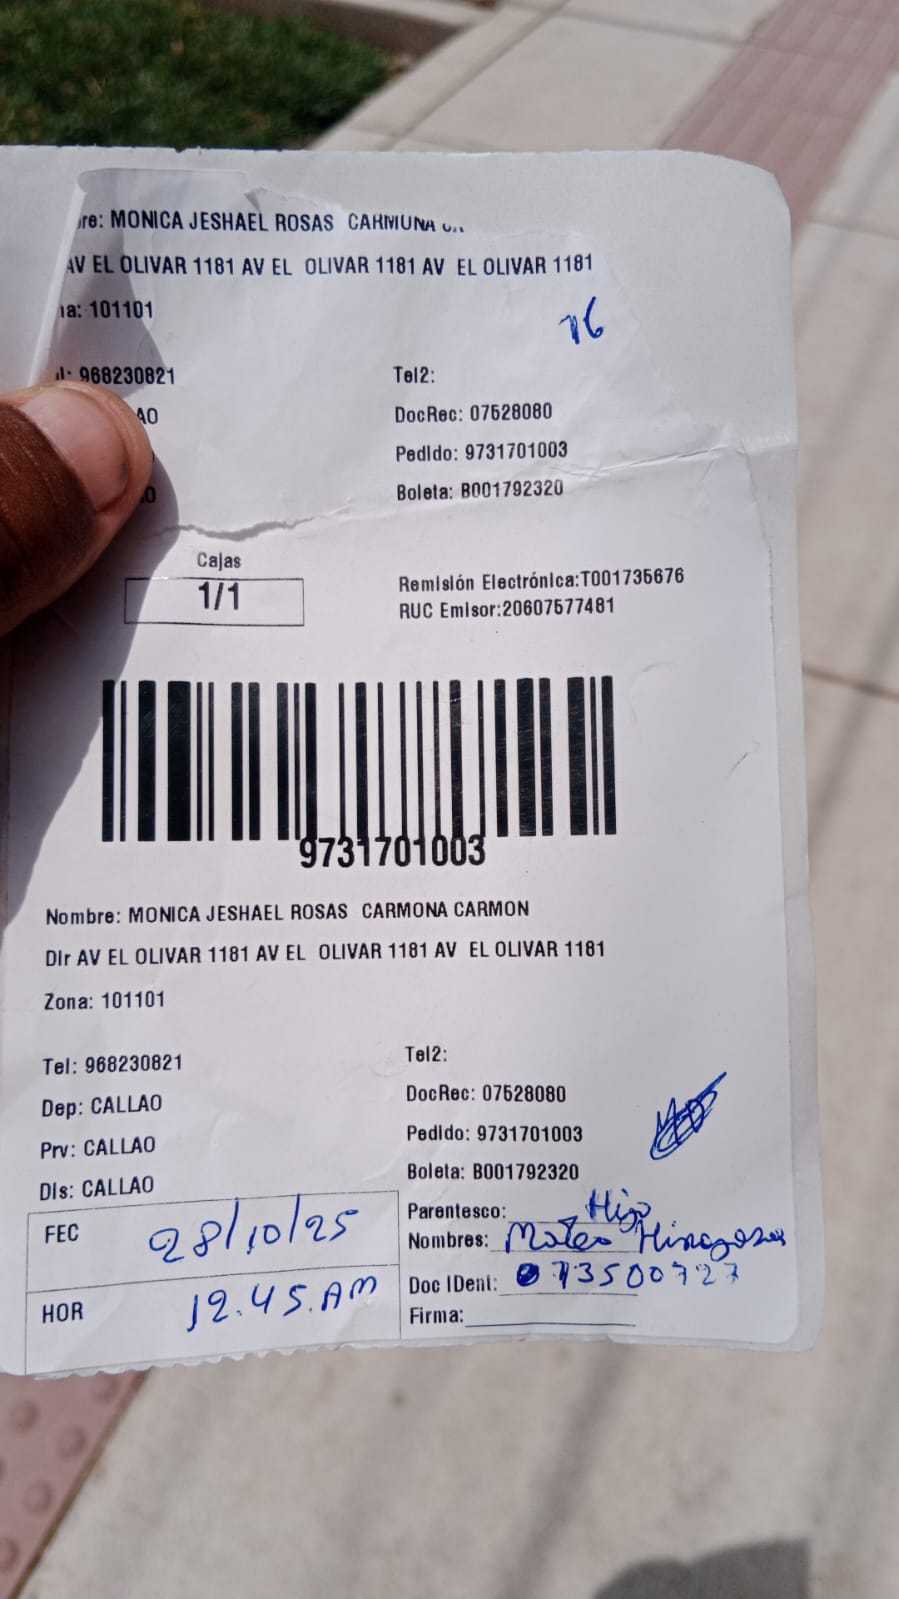 re: MONICA JESHAEL ROSAS CARMONA
AV EL OLIVAR 1181 AV EL OLIVAR 1181 AV EL OLIVAR 1181
na: 101101
16
l: 968230821 Tel2:
AO DocRec: 07528080
Pedido: 9731701003
O Boleta: B001792320
Cajas
1/1
Remisión Electrónica:T001735676
RUC Emisor:20607577481
9731701003
Nombre: MONICA JESHAEL ROSAS CARMONA CARMON
Dir AV EL OLIVAR 1181 AV EL OLIVAR 1181 AV EL OLIVAR 1181
Zona: 101101
Tel: 968230821 Tel2:
Dep: CALLAO DocRec: 07528080
Prv: CALLAO Pedido: 9731701003
Dis: CALLAO Boleta: B001792320
FEC 28/10/25 Parentesco: Hijo
Nombres: Mateo
HOR 12.45.AM Doc IDent: 73500727
Firma: